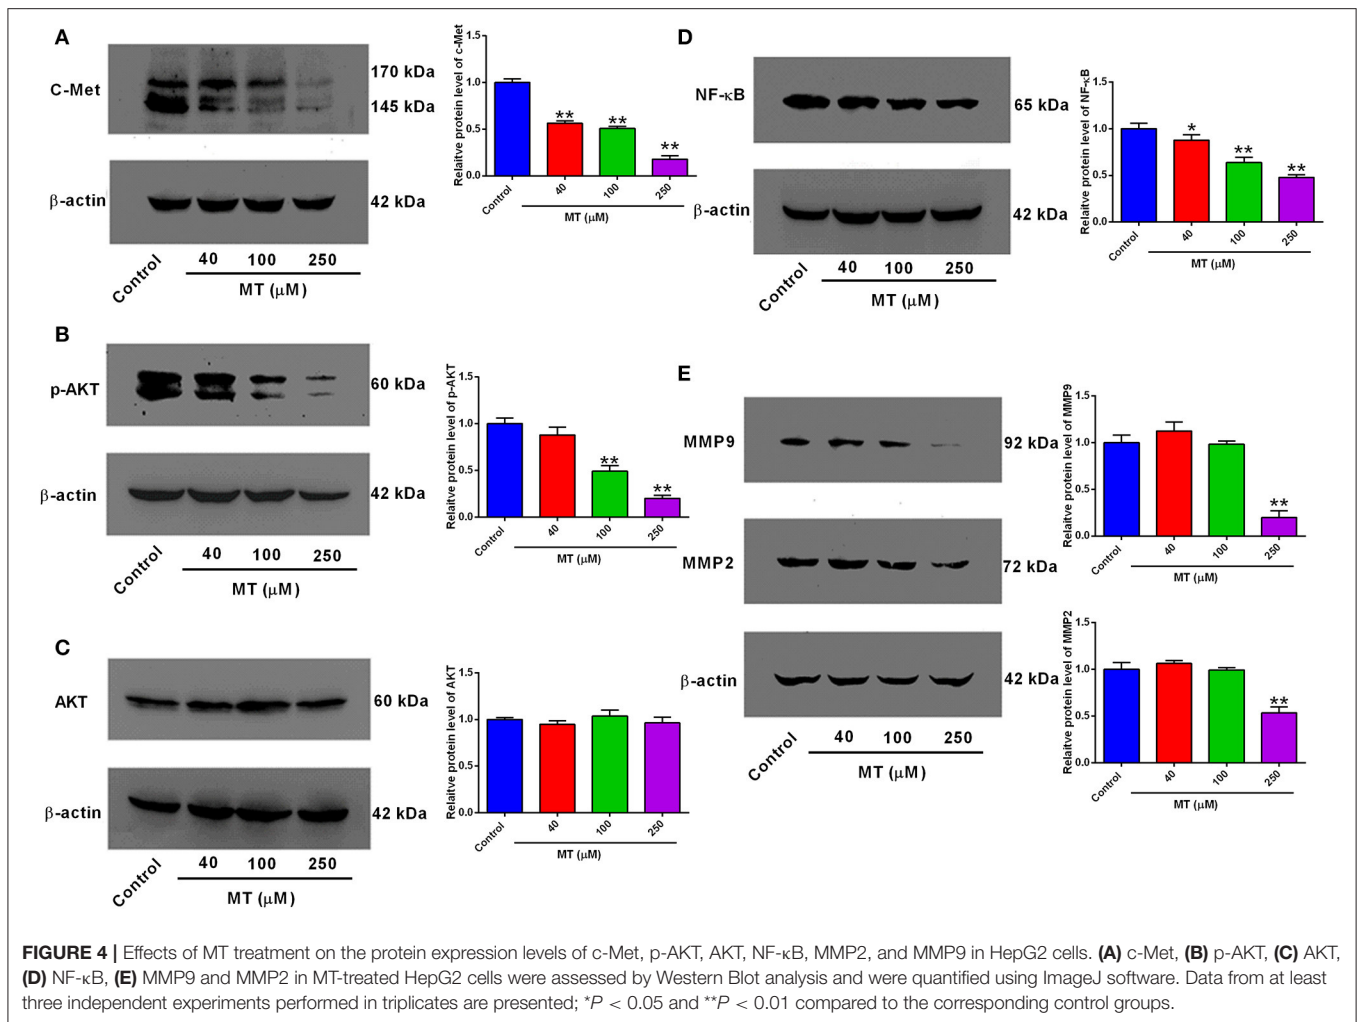 A
C-Met
170 kDa
145 kDa
β-actin
42 kDa
Control
40 100 250
MT (μM)
Relaitve protein level of c-Met
1.5
1.0
0.5
0.0
** ** **
Control 40 100 250
MT (μM)
B
p-AKT
60 kDa
β-actin
42 kDa
Control
40 100 250
MT (μM)
Relaitve protein level of p-AKT
1.5
1.0
0.5
0.0
** **
Control 40 100 250
MT (μM)
C
AKT
60 kDa
β-actin
42 kDa
Control
40 100 250
MT (μM)
Relaitve protein level of AKT
1.5
1.0
0.5
0.0
Control 40 100 250
MT (μM)
D
NF-κB
65 kDa
β-actin
42 kDa
Control
40 100 250
MT (μM)
Relaitve protein level of NF-κB
1.5
1.0
0.5
0.0
* ** **
Control 40 100 250
MT (μM)
E
MMP9
92 kDa
MMP2
72 kDa
β-actin
42 kDa
Control
40 100 250
MT (μM)
Relaitve protein level of MMP9
1.5
1.0
0.5
0.0
**
Control 40 100 250
MT (μM)
Relaitve protein level of MMP2
1.5
1.0
0.5
0.0
**
Control 40 100 250
MT (μM)
FIGURE 4 | Effects of MT treatment on the protein expression levels of c-Met, p-AKT, AKT, NF-κB, MMP2, and MMP9 in HepG2 cells. (A) c-Met, (B) p-AKT, (C) AKT,
(D) NF-κB, (E) MMP9 and MMP2 in MT-treated HepG2 cells were assessed by Western Blot analysis and were quantified using ImageJ software. Data from at least
three independent experiments performed in triplicates are presented; *P < 0.05 and **P < 0.01 compared to the corresponding control groups.